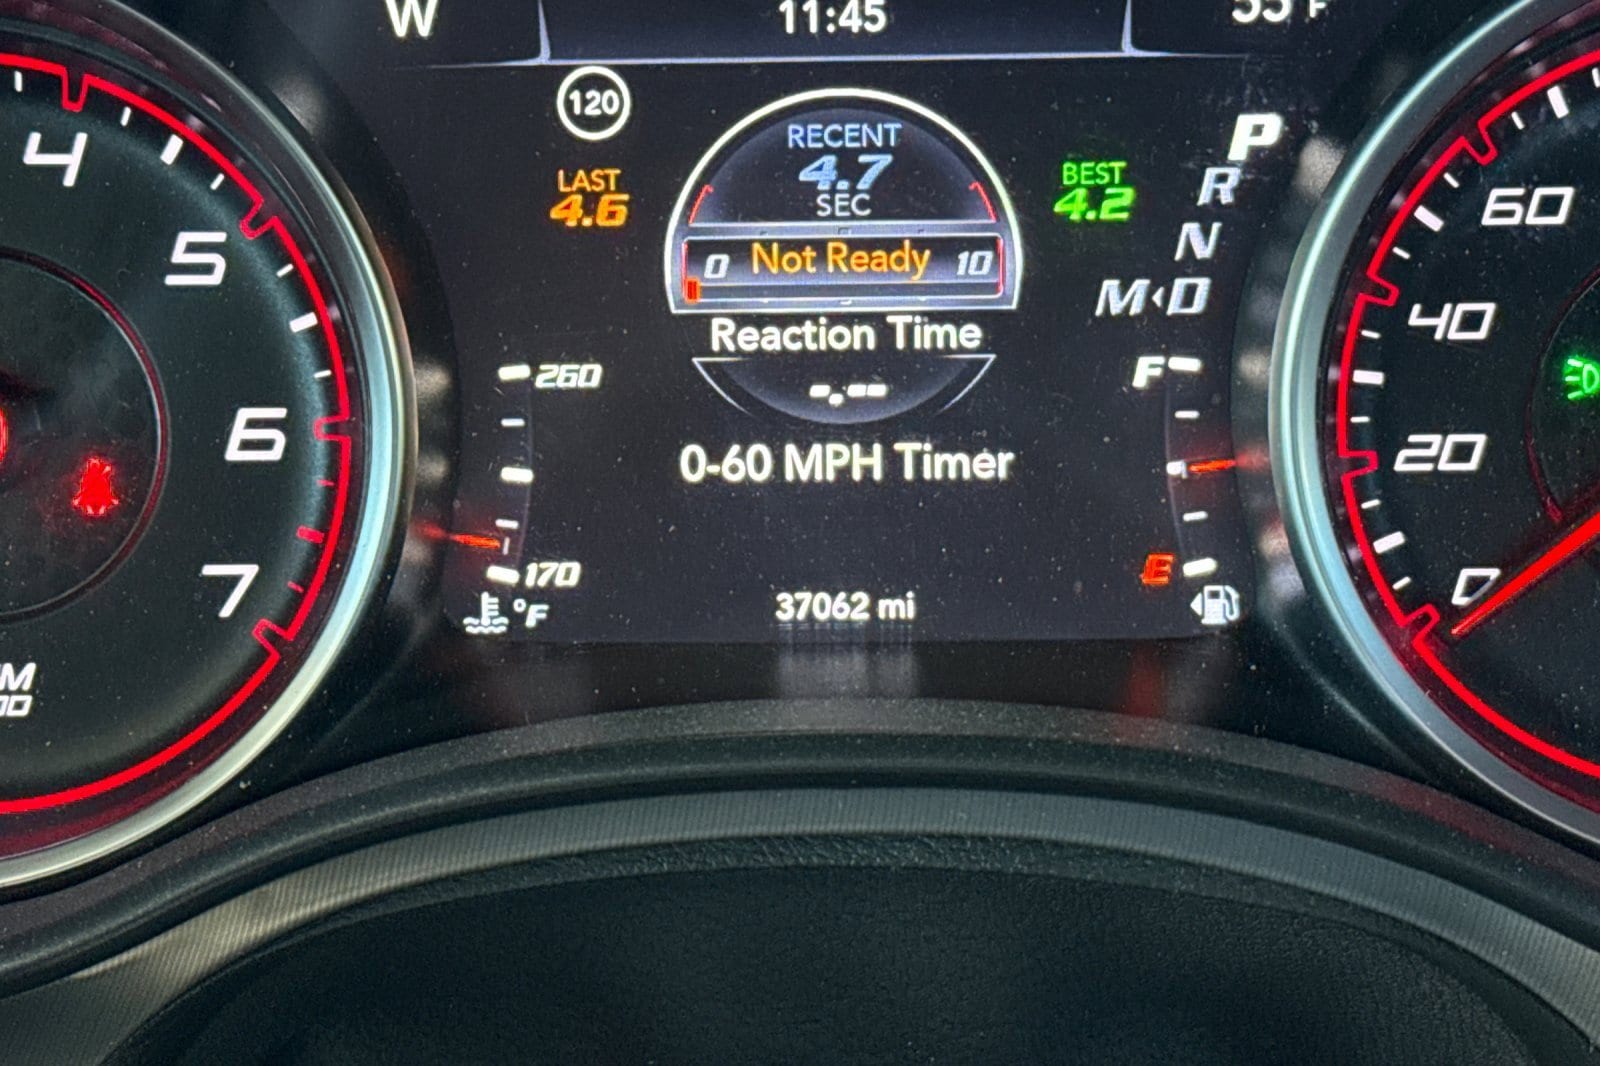 W
11:45
55 F
120
RECENT
4.7
SEC
LAST
4.6
BEST
4.2
0 Not Ready 10
Reaction Time
-.--
0-60 MPH Timer
P
R
N
M D
260
170
°F
F
E
37062 mi
4
5
6
7
60
40
20
0